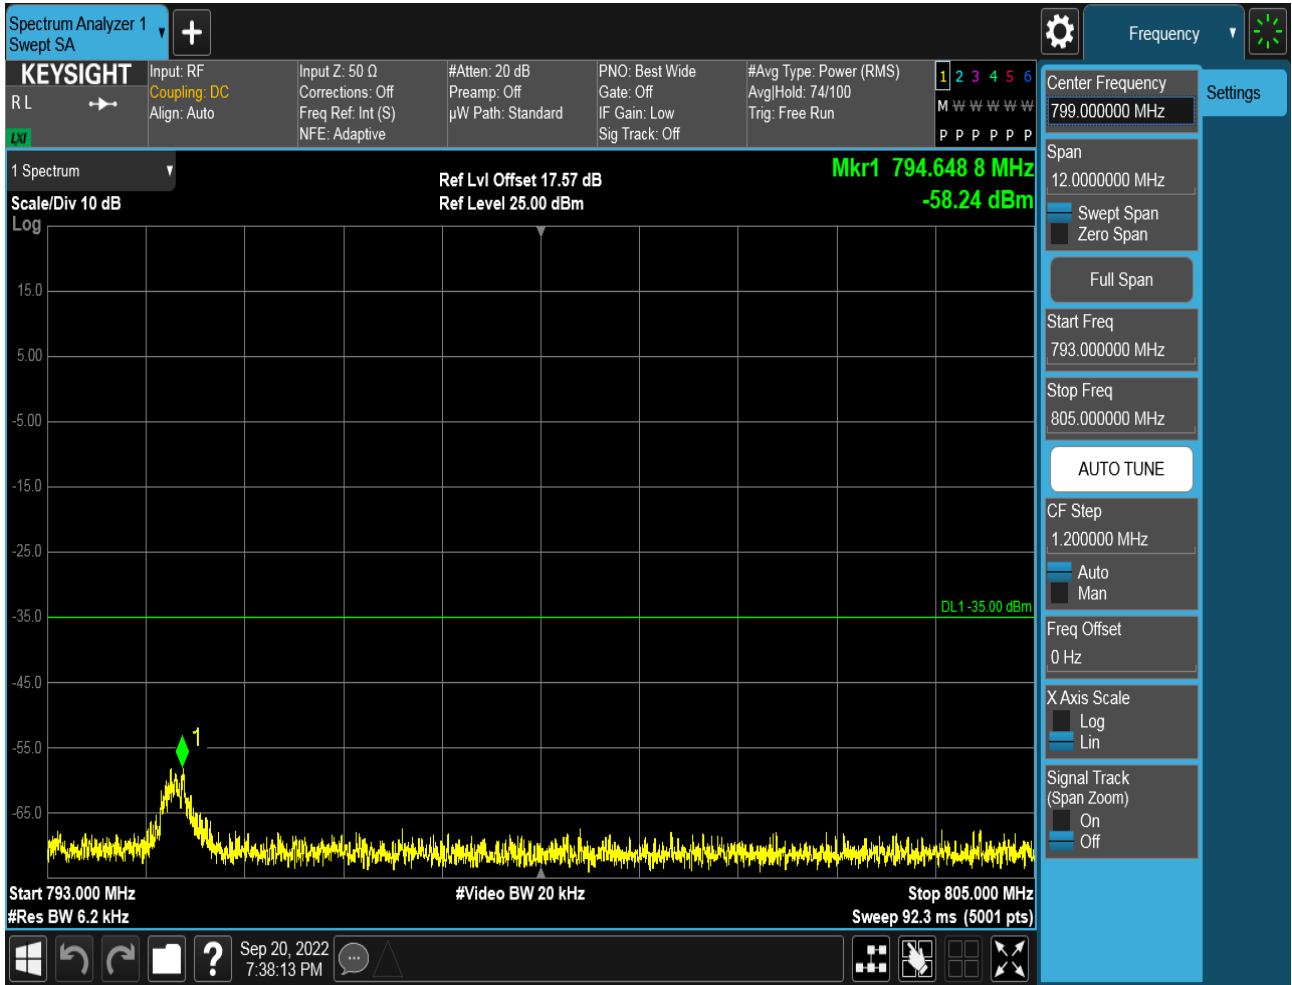 Spectrum Analyzer 1
Swept SA
Frequency
KEYSIGHT
R L
LXI
Input: RF
Coupling: DC
Align: Auto
Input Z: 50 Ω
Corrections: Off
Freq Ref: Int (S)
NFE: Adaptive
#Atten: 20 dB
Preamp: Off
µW Path: Standard
PNO: Best Wide
Gate: Off
IF Gain: Low
Sig Track: Off
#Avg Type: Power (RMS)
Avg|Hold: 74/100
Trig: Free Run
1 2 3 4 5 6
M W W W W W
P P P P P P
1 Spectrum
Scale/Div 10 dB
Log
Ref Lvl Offset 17.57 dB
Ref Level 25.00 dBm
Mkr1 794.648 8 MHz
-58.24 dBm
15.0
5.00
-5.00
-15.0
-25.0
-35.0
DL1 -35.00 dBm
-45.0
-55.0
1
-65.0
Start 793.000 MHz
#Video BW 20 kHz
Stop 805.000 MHz
#Res BW 6.2 kHz
Sweep 92.3 ms (5001 pts)
Center Frequency
799.000000 MHz
Settings
Span
12.0000000 MHz
Swept Span
Zero Span
Full Span
Start Freq
793.000000 MHz
Stop Freq
805.000000 MHz
AUTO TUNE
CF Step
1.200000 MHz
Auto
Man
Freq Offset
0 Hz
X Axis Scale
Log
Lin
Signal Track
(Span Zoom)
On
Off
?
Sep 20, 2022
7:38:13 PM